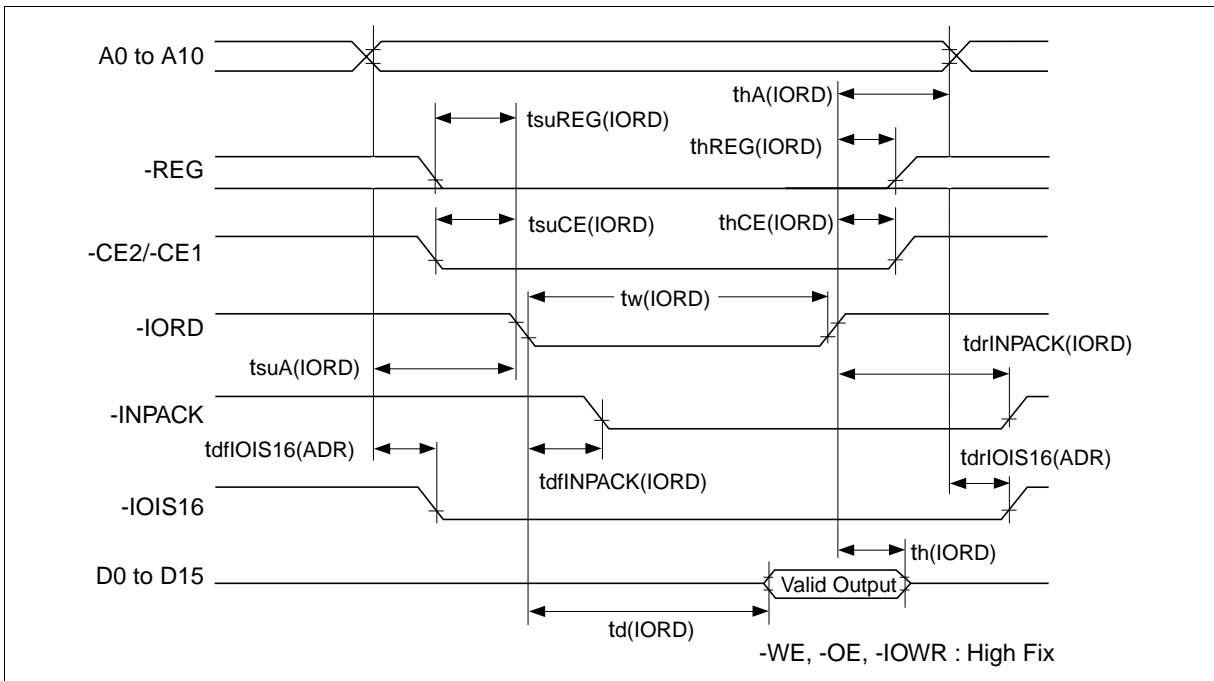 A0 to A10
thA(IORD)
tsuREG(IORD)
thREG(IORD)
-REG
tsuCE(IORD)
thCE(IORD)
-CE2/-CE1
tw(IORD)
-IORD
tdrINPACK(IORD)
tsuA(IORD)
-INPACK
tdfIOIS16(ADR)
tdrIOIS16(ADR)
tdfINPACK(IORD)
-IOIS16
th(IORD)
D0 to D15
Valid Output
td(IORD)
-WE, -OE, -IOWR : High Fix